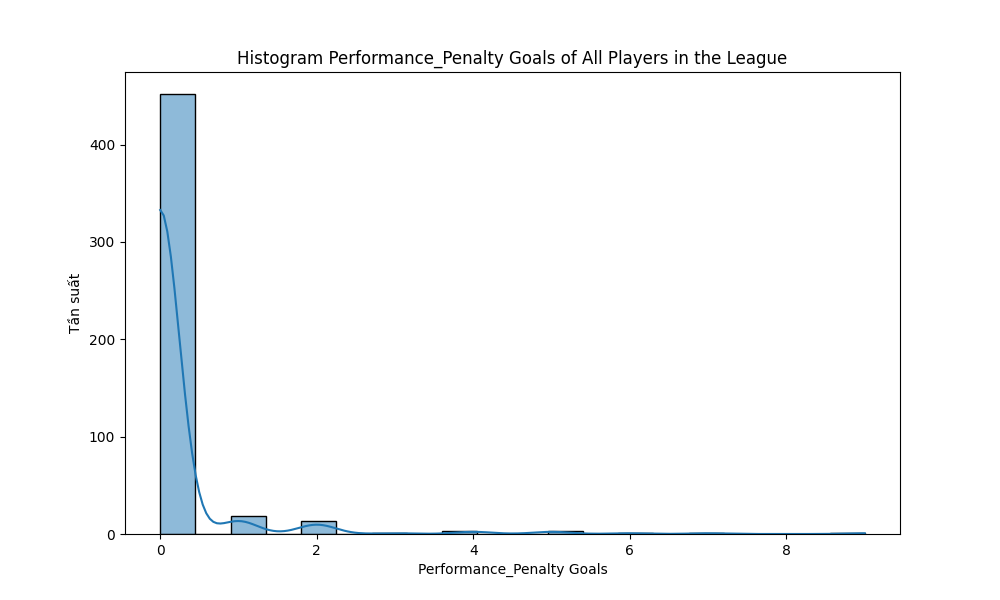 Histogram Performance_Penalty Goals of All Players in the League
Tần suất
400
300
200
100
0
0 2 4 6 8
Performance_Penalty Goals